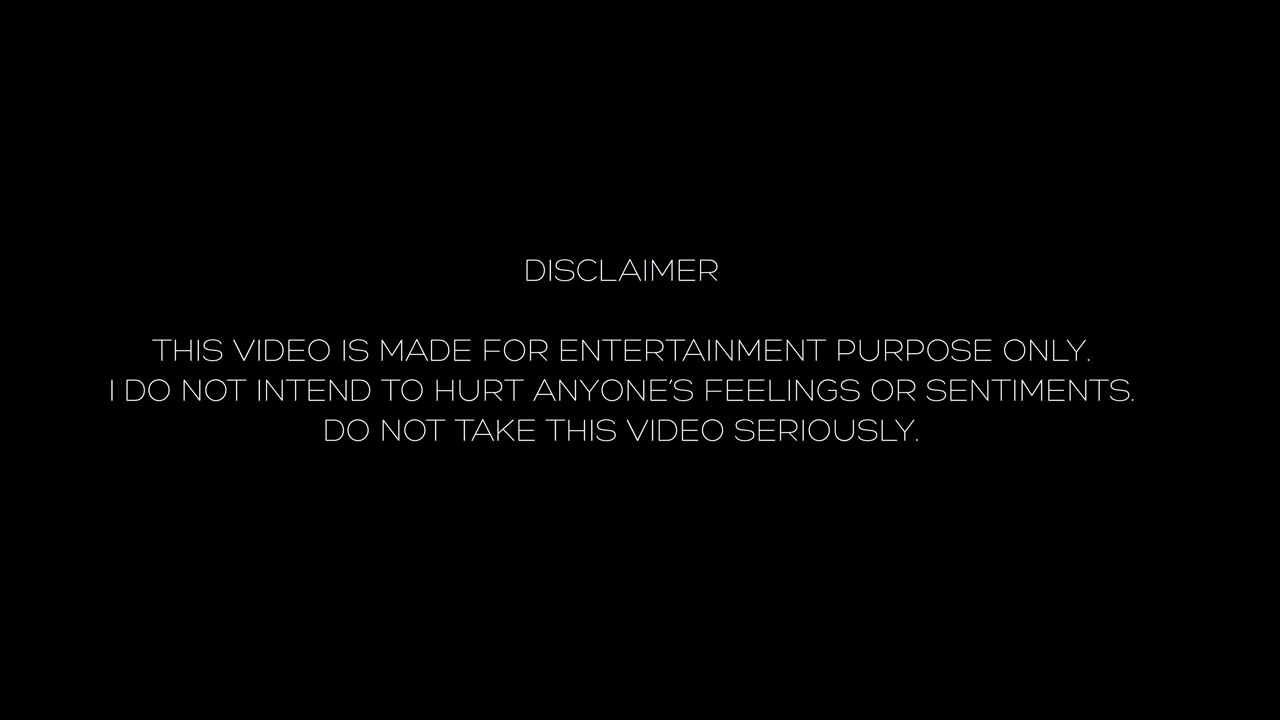 DISCLAIMER
THIS VIDEO IS MADE FOR ENTERTAINMENT PURPOSE ONLY.
I DO NOT INTEND TO HURT ANYONE'S FEELINGS OR SENTIMENTS.
DO NOT TAKE THIS VIDEO SERIOUSLY.